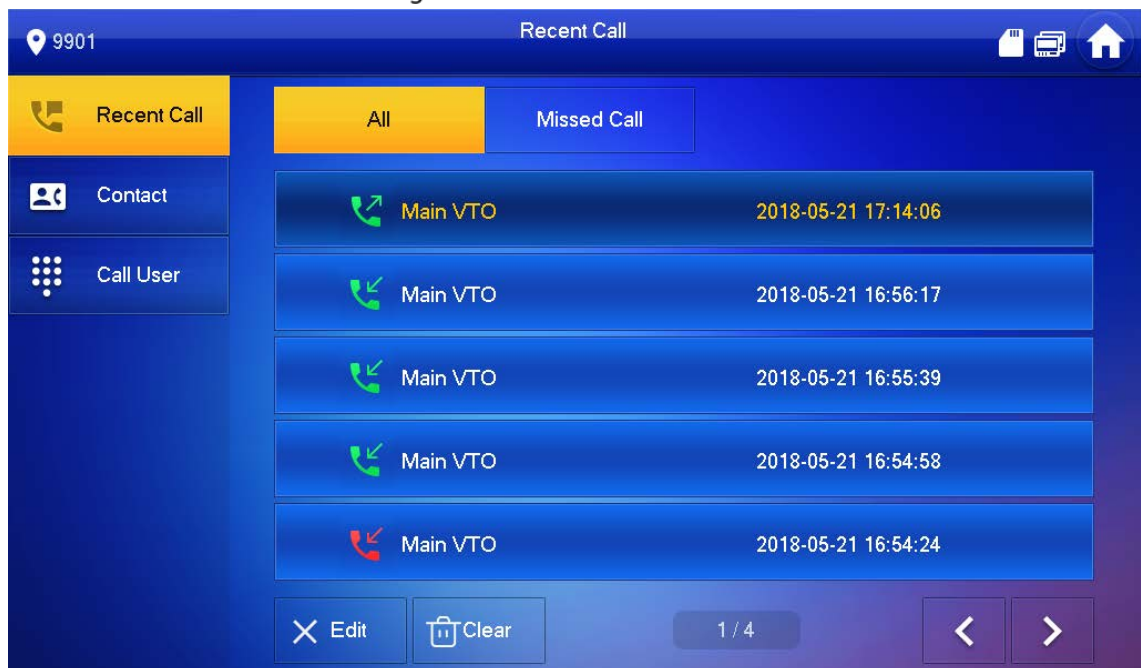 9901
Recent Call
Recent Call
Contact
Call User
All
Missed Call
Main VTO 2018-05-21 17:14:06
Main VTO 2018-05-21 16:56:17
Main VTO 2018-05-21 16:55:39
Main VTO 2018-05-21 16:54:58
Main VTO 2018-05-21 16:54:24
Edit
Clear
1/4